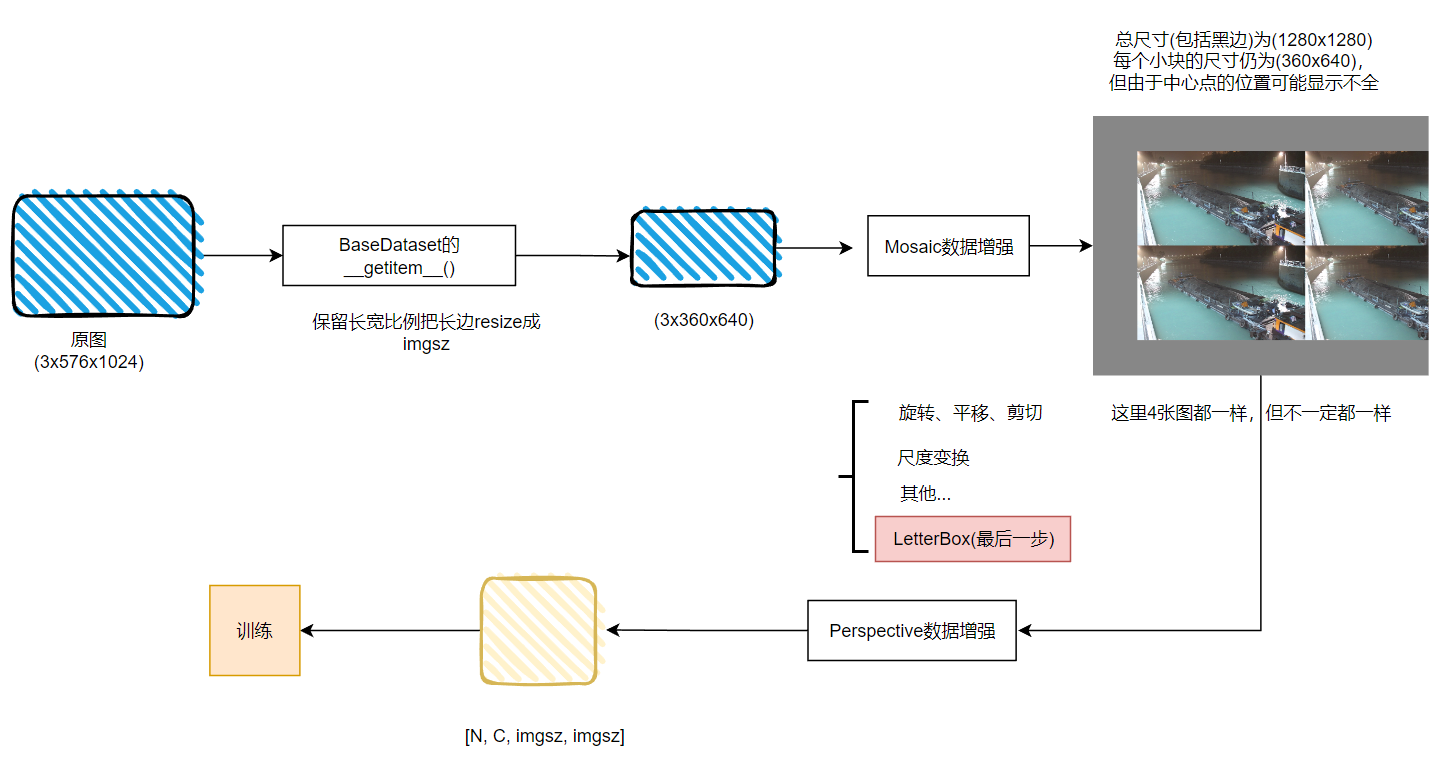 总尺寸(包括黑边)为(1280x1280)
每个小块的尺寸仍为(360x640)，
但由于中心点的位置可能显示不全
BaseDataset的
__getitem__()
Mosaic数据增强
保留长宽比例把长边resize成
imgsz
(3x360x640)
原图
(3x576x1024)
这里4张图都一样，但不一定都一样
旋转、平移、剪切
尺度变换
其他...
LetterBox(最后一步)
Perspective数据增强
训练
[N, C, imgsz, imgsz]